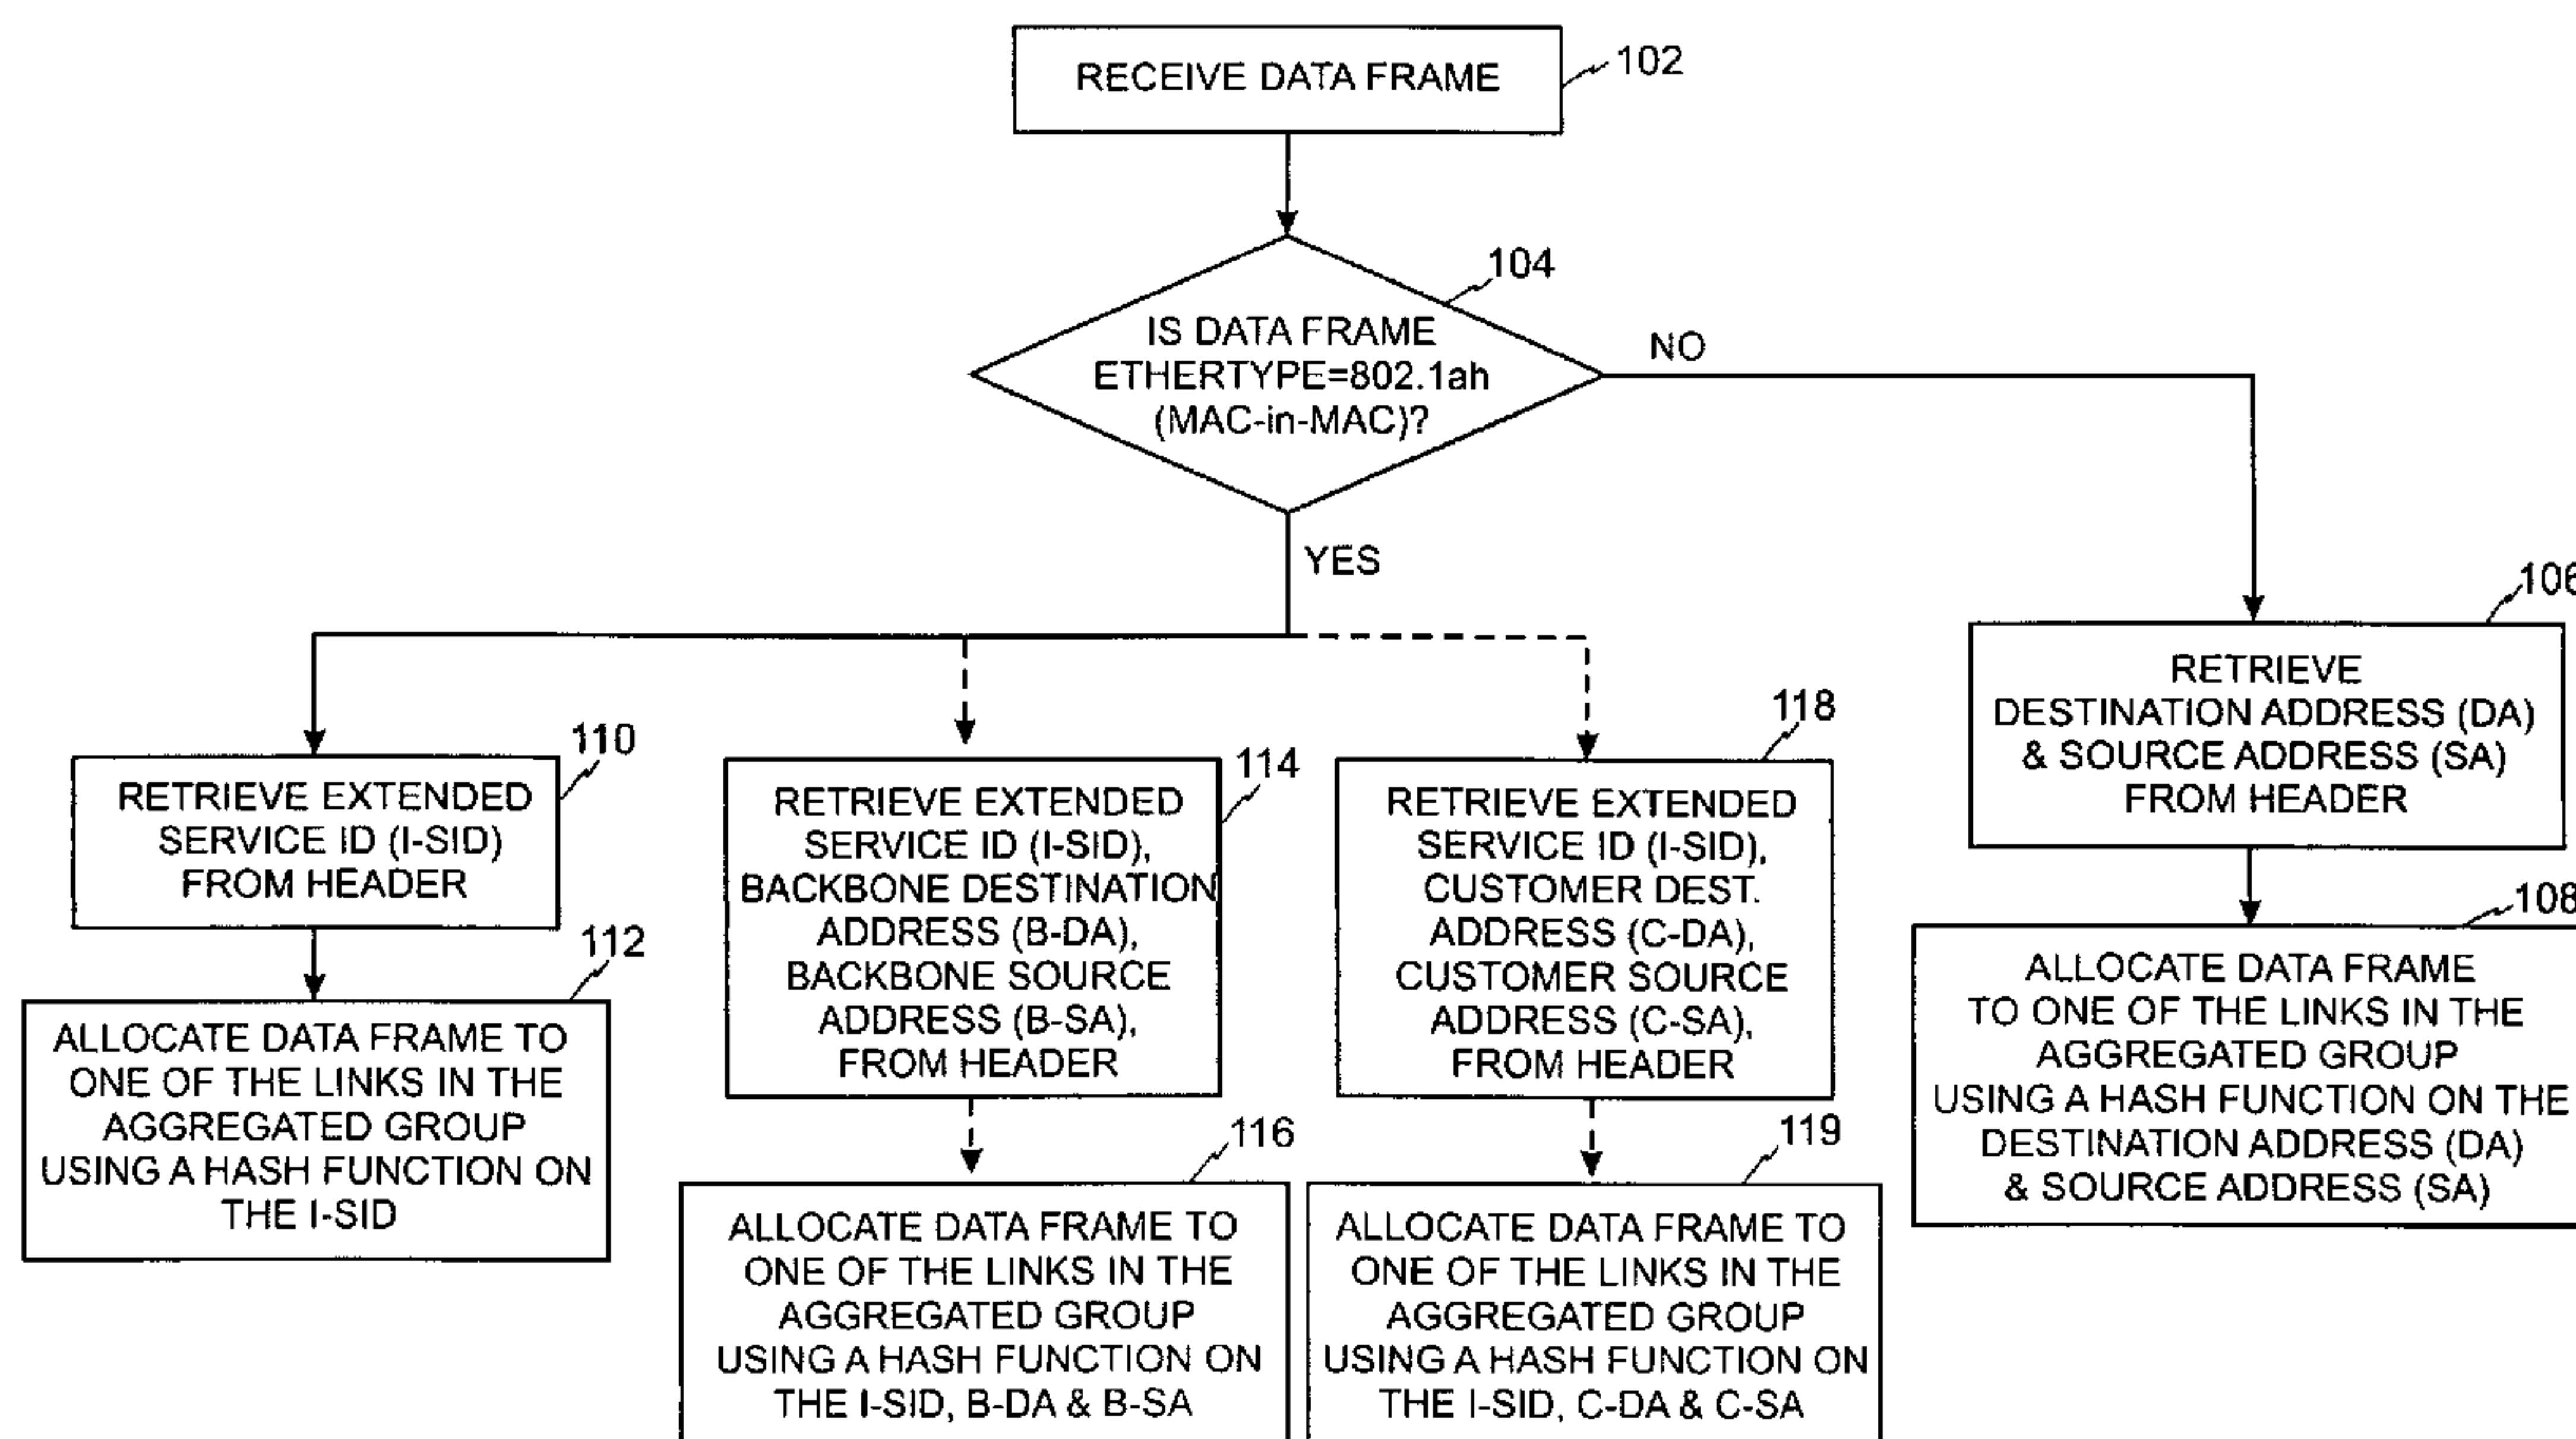 RECEIVE DATA FRAME
102
104
IS DATA FRAME
ETHERTYPE=802.1ah
(MAC-in-MAC)?
NO
YES
106
RETRIEVE
DESTINATION ADDRESS (DA)
& SOURCE ADDRESS (SA)
FROM HEADER
110
RETRIEVE EXTENDED
SERVICE ID (I-SID)
FROM HEADER
114
RETRIEVE EXTENDED
SERVICE ID (I-SID),
BACKBONE DESTINATION
ADDRESS (B-DA),
BACKBONE SOURCE
ADDRESS (B-SA),
FROM HEADER
118
RETRIEVE EXTENDED
SERVICE ID (I-SID),
CUSTOMER DEST.
ADDRESS (C-DA),
CUSTOMER SOURCE
ADDRESS (C-SA),
FROM HEADER
108
ALLOCATE DATA FRAME
TO ONE OF THE LINKS IN THE
AGGREGATED GROUP
USING A HASH FUNCTION ON THE
DESTINATION ADDRESS (DA)
& SOURCE ADDRESS (SA)
112
ALLOCATE DATA FRAME TO
ONE OF THE LINKS IN THE
AGGREGATED GROUP
USING A HASH FUNCTION ON
THE I-SID
116
ALLOCATE DATA FRAME TO
ONE OF THE LINKS IN THE
AGGREGATED GROUP
USING A HASH FUNCTION ON
THE I-SID, B-DA & B-SA
119
ALLOCATE DATA FRAME TO
ONE OF THE LINKS IN THE
AGGREGATED GROUP
USING A HASH FUNCTION ON
THE I-SID, C-DA & C-SA